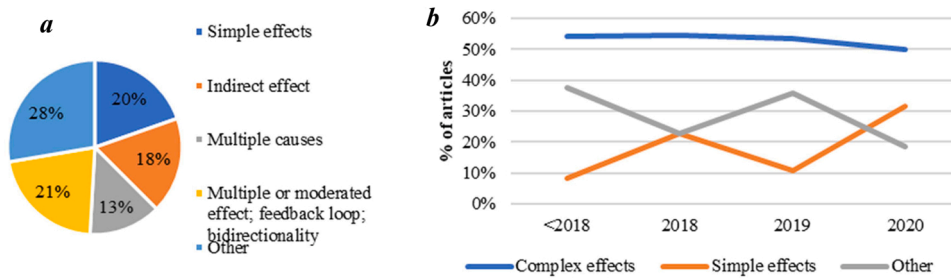 a
20%
18%
13%
21%
28%
Simple effects
Indirect effect
Multiple causes
Multiple or moderated
effect; feedback loop;
bidirectionality
Other
b
% of articles
60%
50%
40%
30%
20%
10%
0%
<2018 2018 2019 2020
Complex effects Simple effects Other